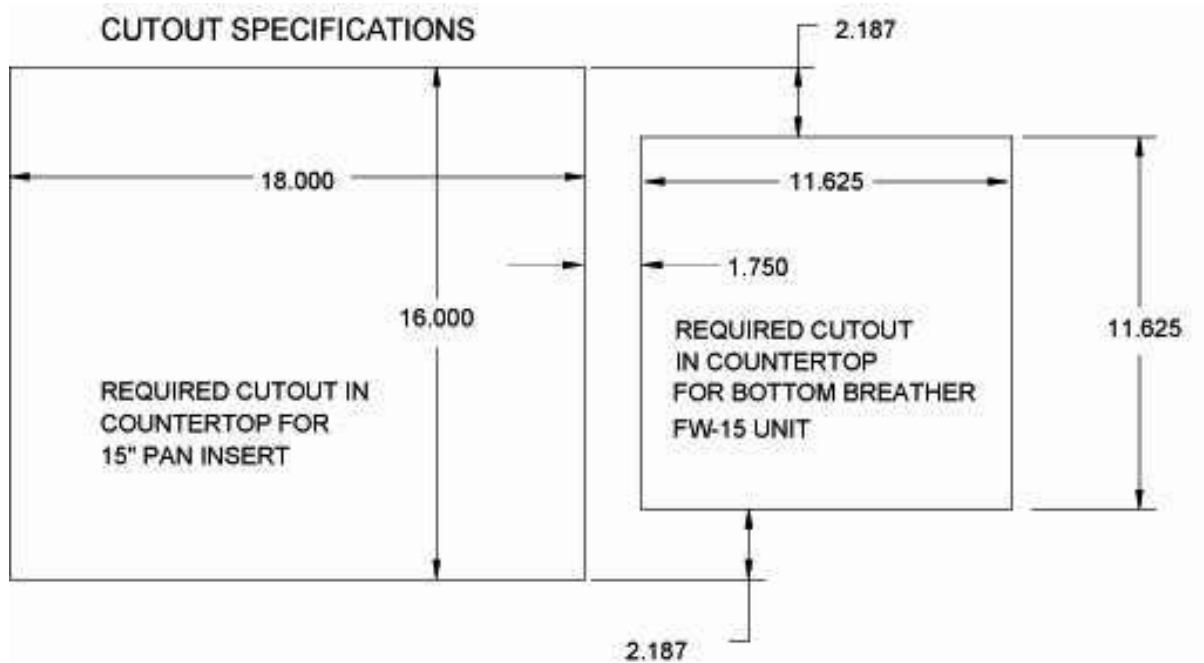 CUTOUT SPECIFICATIONS
2.187
18.000
11.625
1.750
16.000
11.625
REQUIRED CUTOUT
IN COUNTERTOP
FOR BOTTOM BREATHER
FW-15 UNIT
REQUIRED CUTOUT IN
COUNTERTOP FOR
15" PAN INSERT
2.187